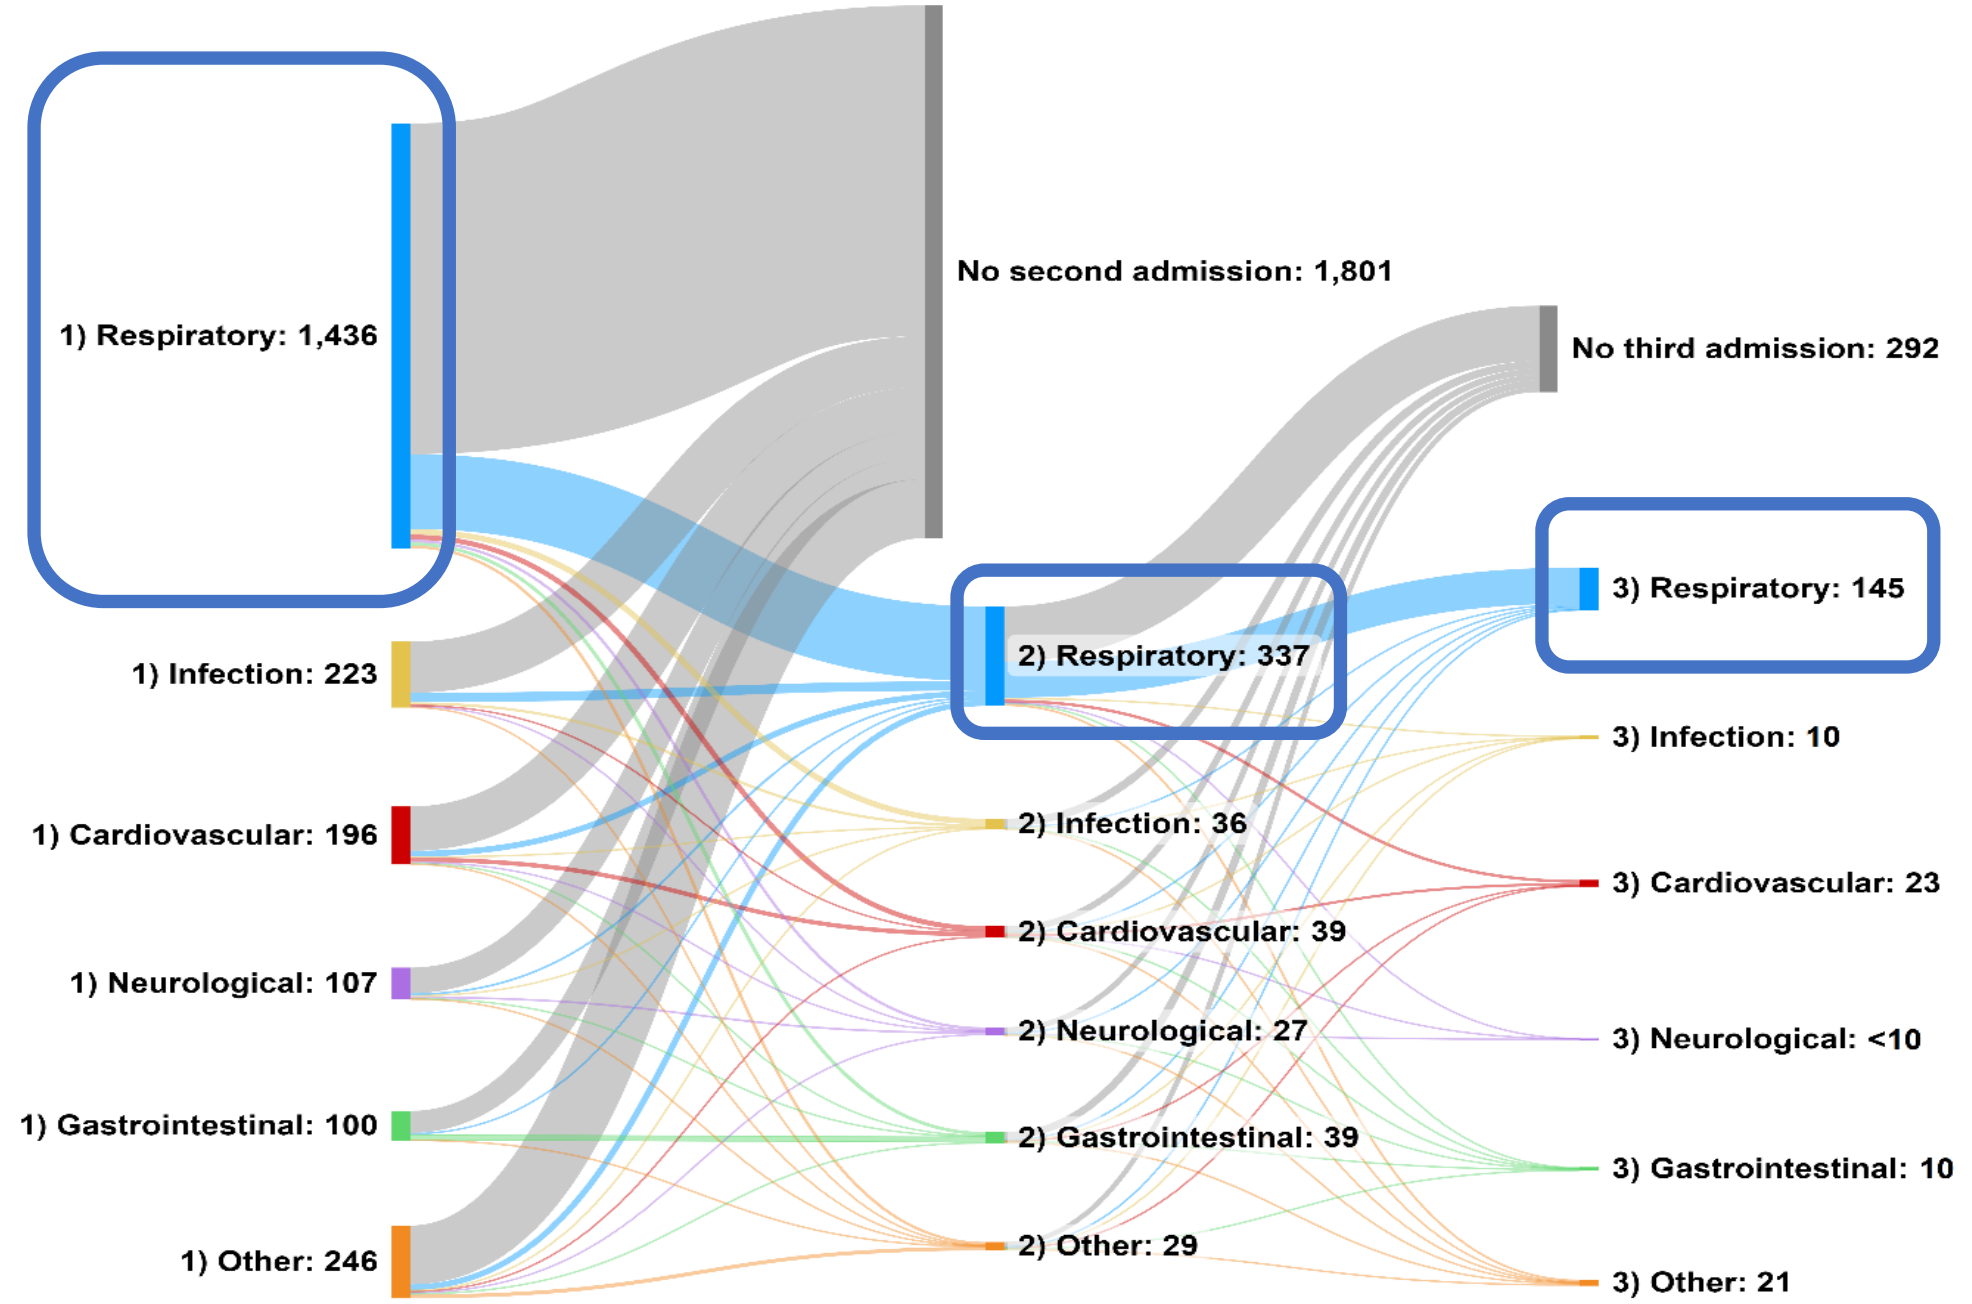 1) Respiratory: 1,436
1) Infection: 223
1) Cardiovascular: 196
1) Neurological: 107
1) Gastrointestinal: 100
1) Other: 246
No second admission: 1,801
2) Respiratory: 337
2) Infection: 36
2) Cardiovascular: 39
2) Neurological: 27
2) Gastrointestinal: 39
2) Other: 29
No third admission: 292
3) Respiratory: 145
3) Infection: 10
3) Cardiovascular: 23
3) Neurological: <10
3) Gastrointestinal: 10
3) Other: 21